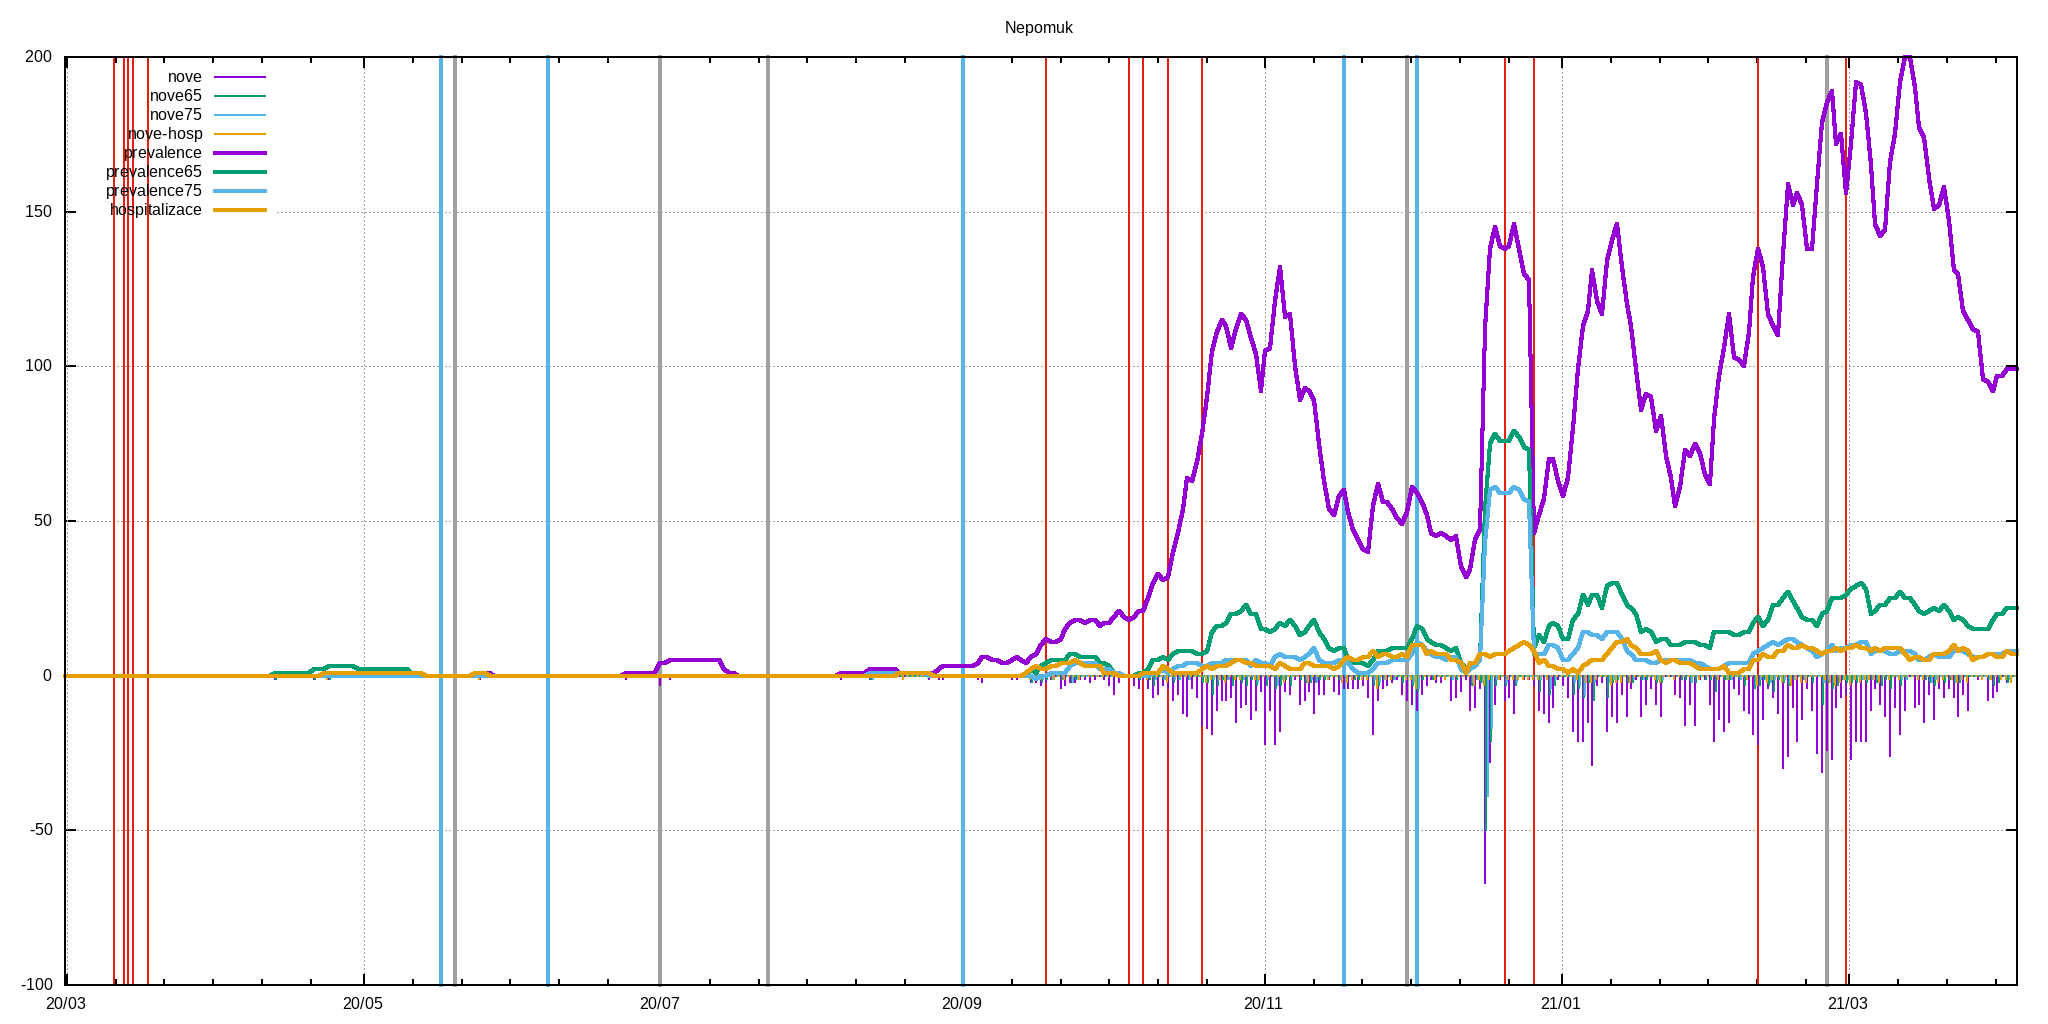 Nepomuk
200
150
100
50
0
-50
-100
nove
nove65
nove75
nove-hosp
prevalence
prevalence65
prevalence75
hospitalizace
20/03
20/05
20/07
20/09
20/11
21/01
21/03